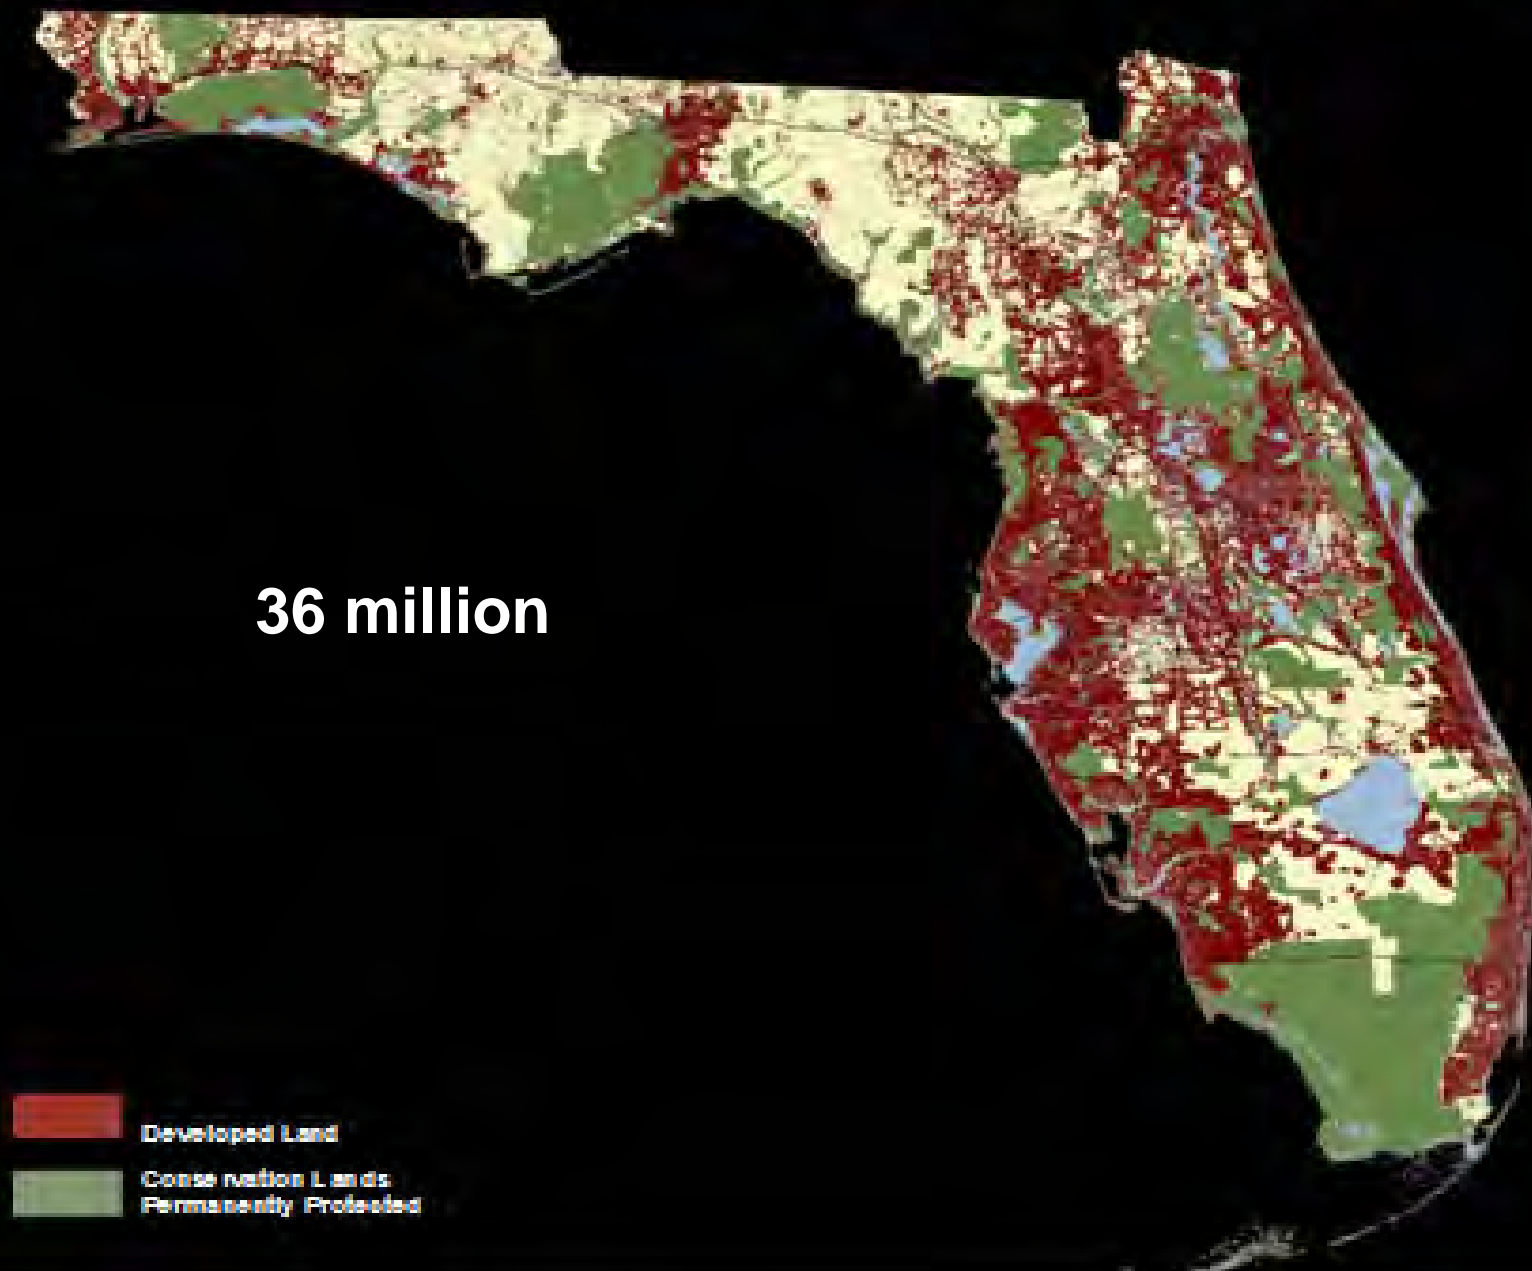 36 million
Developed Land
Conservation Lands
Permanently Protected